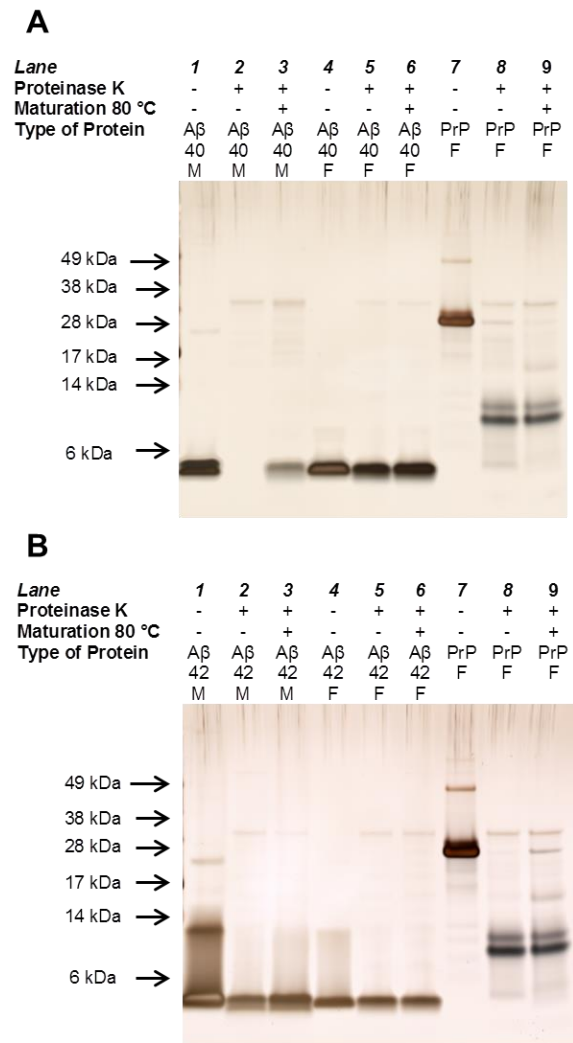 A
Lane 1 2 3 4 5 6 7 8 9
Proteinase K - + + - + + - + +
Maturation 80 °C - - + - - + - - +
Type of Protein Aβ Aβ Aβ Aβ Aβ Aβ PrP PrP PrP
40 40 40 40 40 40 F F F
M M M F F F
49 kDa
38 kDa
28 kDa
17 kDa
14 kDa
6 kDa
B
Lane 1 2 3 4 5 6 7 8 9
Proteinase K - + + - + + - + +
Maturation 80 °C - - + - - + - - +
Type of Protein Aβ Aβ Aβ Aβ Aβ Aβ PrP PrP PrP
42 42 42 42 42 42 F F F
M M M F F F
49 kDa
38 kDa
28 kDa
17 kDa
14 kDa
6 kDa